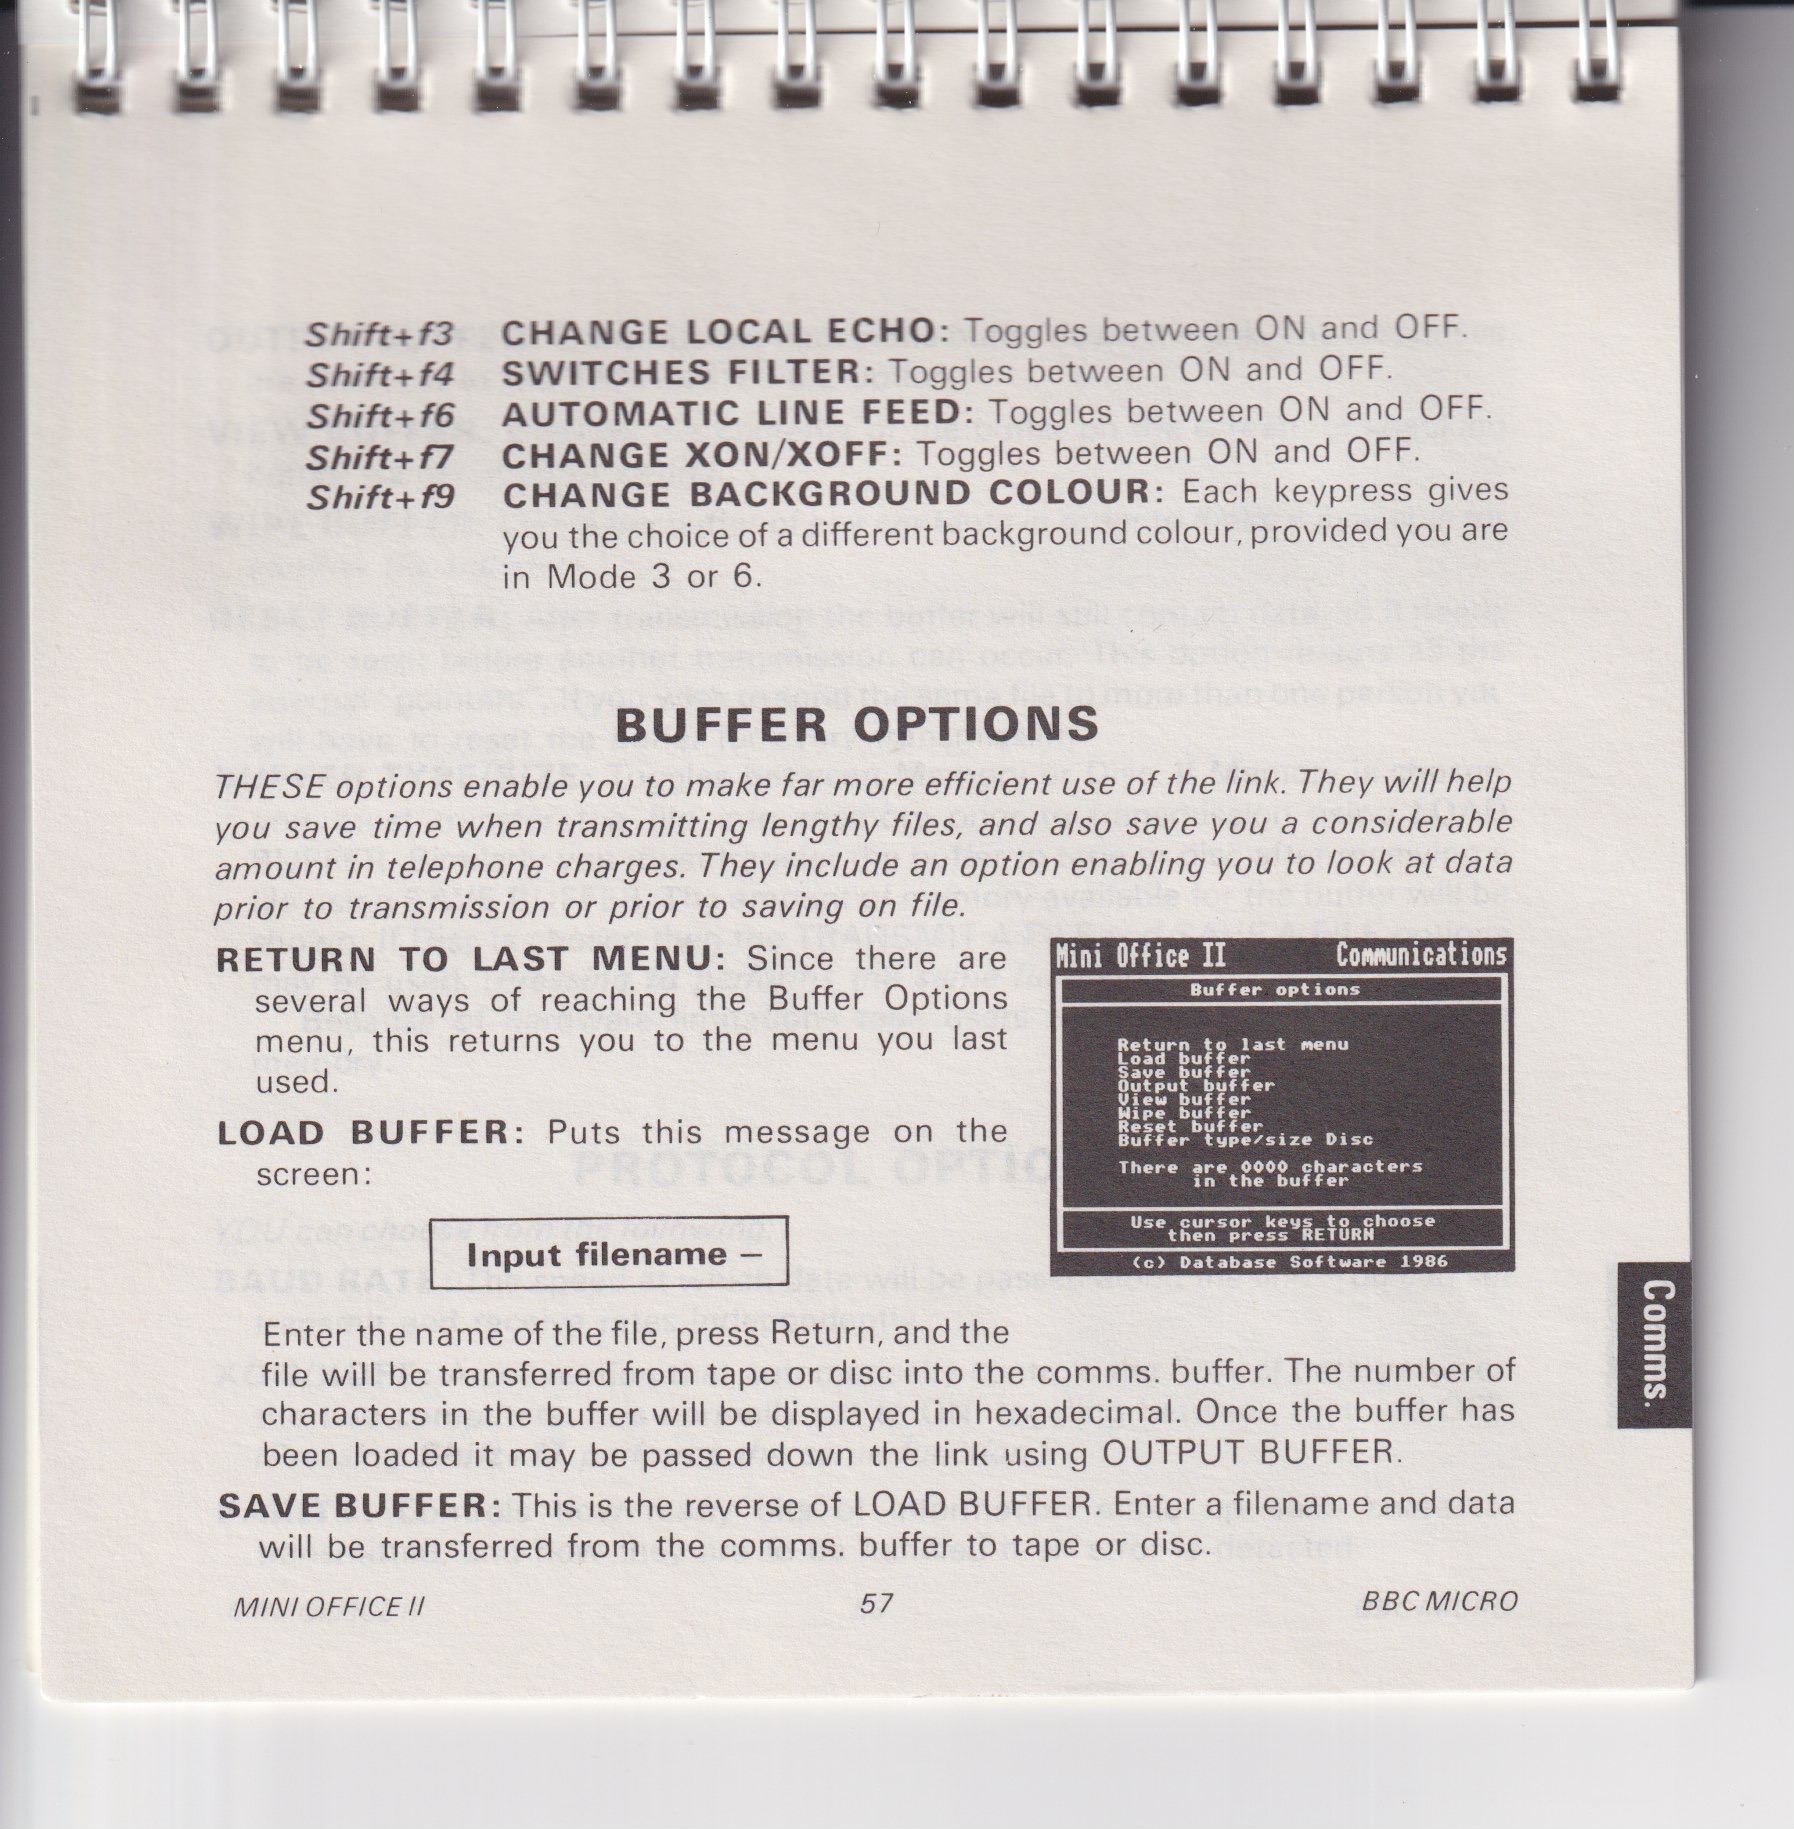 Shift+f3 CHANGE LOCAL ECHO: Toggles between ON and OFF.
Shift+f4 SWITCHES FILTER: Toggles between ON and OFF.
Shift+f6 AUTOMATIC LINE FEED: Toggles between ON and OFF.
Shift+f7 CHANGE XON/XOFF: Toggles between ON and OFF.
Shift+f9 CHANGE BACKGROUND COLOUR: Each keypress gives
you the choice of a different background colour, provided you are
in Mode 3 or 6.
BUFFER OPTIONS
THESE options enable you to make far more efficient use of the link. They will help
you save time when transmitting lengthy files, and also save you a considerable
amount in telephone charges. They include an option enabling you to look at data
prior to transmission or prior to saving on file.
RETURN TO LAST MENU: Since there are
several ways of reaching the Buffer Options
menu, this returns you to the menu you last
used.
LOAD BUFFER: Puts this message on the
screen:
Input filename –
Mini Office II Communications
Buffer options
Return to last menu
Load buffer
Save buffer
Output buffer
View buffer
Wipe buffer
Reset buffer
Buffer type/size Disc
There are 0000 characters
in the buffer
Use cursor keys to choose
then press RETURN
(c) Database Software 1986
Enter the name of the file, press Return, and the
file will be transferred from tape or disc into the comms. buffer. The number of
characters in the buffer will be displayed in hexadecimal. Once the buffer has
been loaded it may be passed down the link using OUTPUT BUFFER.
SAVE BUFFER: This is the reverse of LOAD BUFFER. Enter a filename and data
will be transferred from the comms. buffer to tape or disc.
Comms.
MINI OFFICE II 57 BBC MICRO